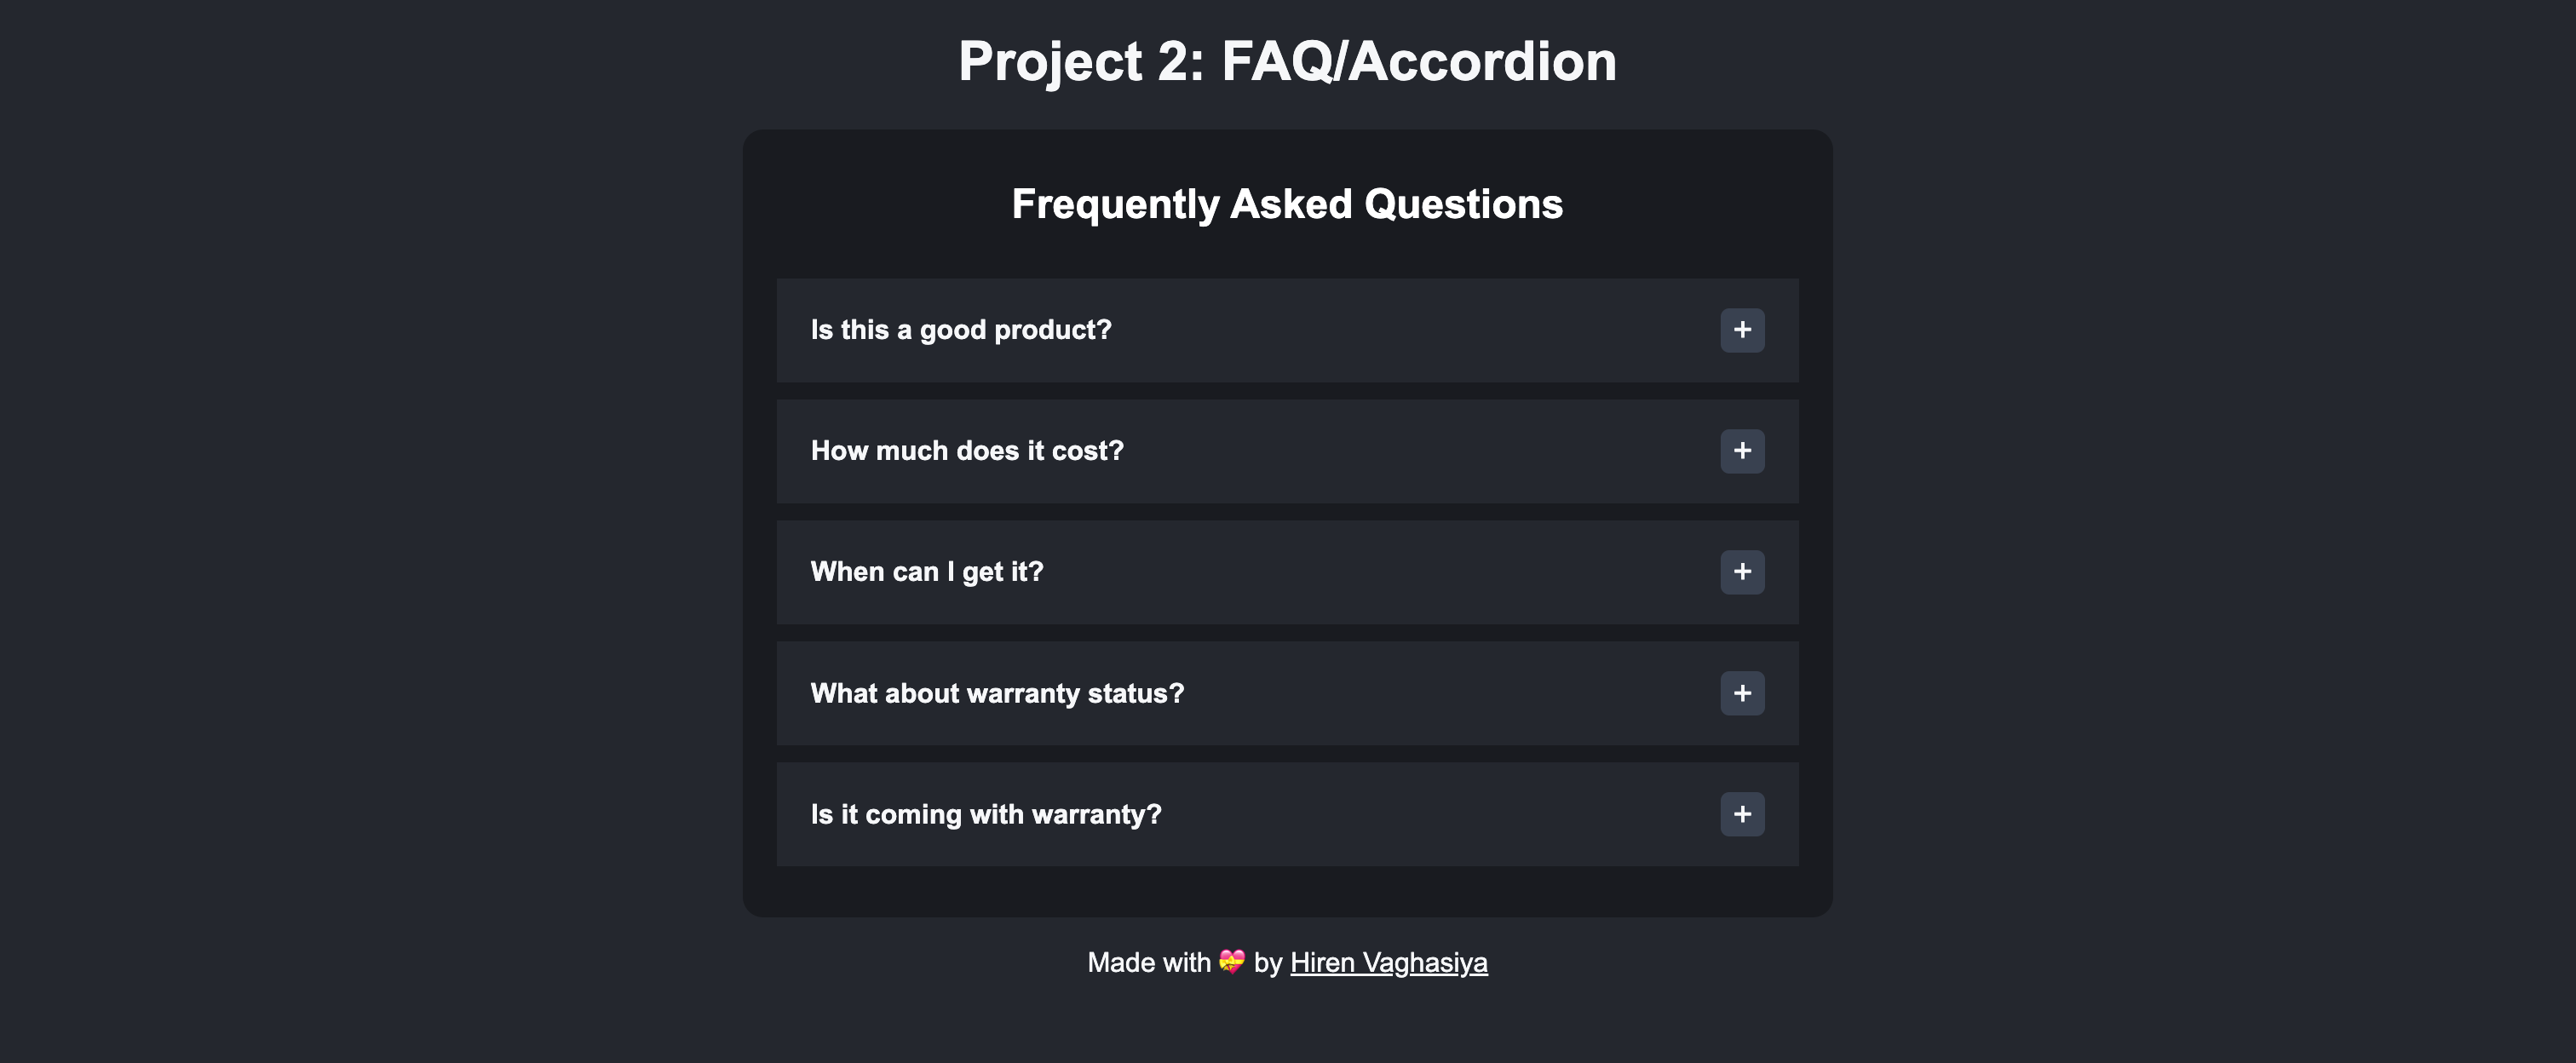 Project 2: FAQ/Accordion
Frequently Asked Questions
Is this a good product?
+
How much does it cost?
+
When can I get it?
+
What about warranty status?
+
Is it coming with warranty?
+
Made with 💝 by Hiren Vaghasiya